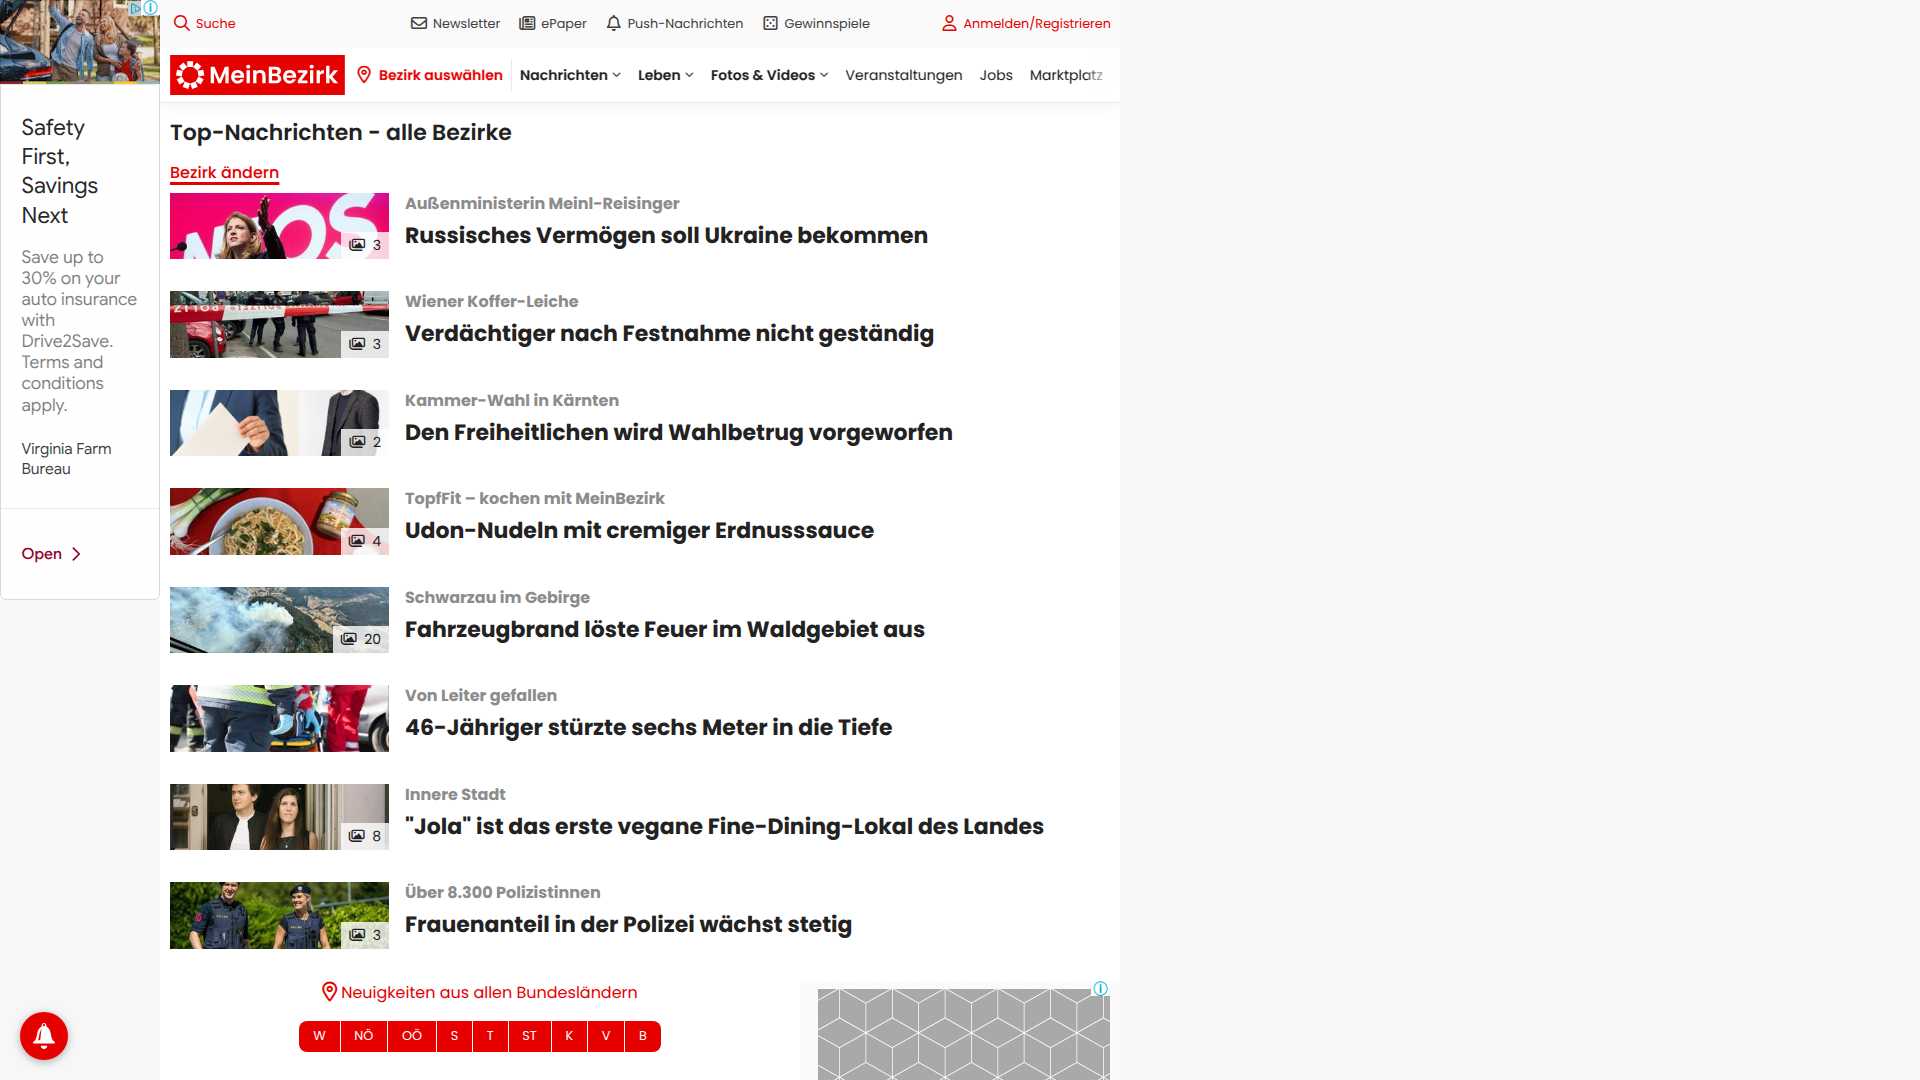 Suche
Newsletter
ePaper
Push-Nachrichten
Gewinnspiele
Anmelden/Registrieren
MeinBezirk
Bezirk auswählen
Nachrichten
Leben
Fotos & Videos
Veranstaltungen
Jobs
Marktplatz
Safety
First,
Savings
Next
Save up to
30% on your
auto insurance
with
Drive2Save.
Terms and
conditions
apply.
Virginia Farm
Bureau
Open
Top-Nachrichten - alle Bezirke
Bezirk ändern
3
Außenministerin Meinl-Reisinger
Russisches Vermögen soll Ukraine bekommen
3
Wiener Koffer-Leiche
Verdächtiger nach Festnahme nicht geständig
2
Kammer-Wahl in Kärnten
Den Freiheitlichen wird Wahlbetrug vorgeworfen
4
TopfFit – kochen mit MeinBezirk
Udon-Nudeln mit cremiger Erdnusssauce
20
Schwarzau im Gebirge
Fahrzeugbrand löste Feuer im Waldgebiet aus
Von Leiter gefallen
46-Jähriger stürzte sechs Meter in die Tiefe
8
Innere Stadt
"Jola" ist das erste vegane Fine-Dining-Lokal des Landes
3
Über 8.300 Polizistinnen
Frauenanteil in der Polizei wächst stetig
Neuigkeiten aus allen Bundesländern
W NÖ OÖ S T ST K V B